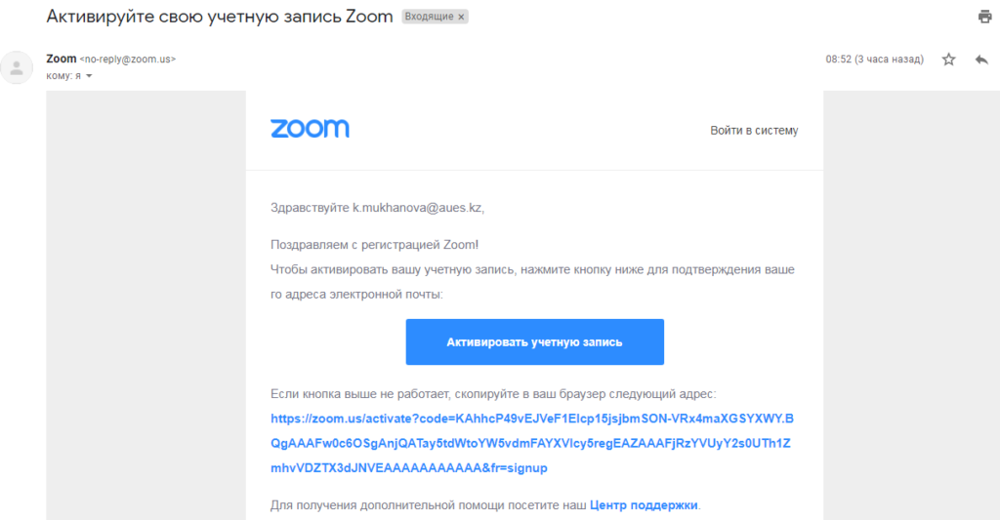 Активируйте свою учетную запись Zoom Входящие ×
Zoom <no-reply@zoom.us> 08:52 (3 часа назад)
кому: я
zoom Войти в систему
Здравствуйте k.mukhanova@aues.kz,
Поздравляем с регистрацией Zoom!
Чтобы активировать вашу учетную запись, нажмите кнопку ниже для подтверждения ваше
го адреса электронной почты:
Активировать учетную запись
Если кнопка выше не работает, скопируйте в ваш браузер следующий адрес:
https://zoom.us/activate?code=KAhhcP49vEJVeF1EIcp15jsjbmSON-VRx4maXGSYXWY.B
QgAAAFw0c6OSgAnjQATay5tdWtoYW5vdmFAYXVlcy5regEAZAAAFjRzYVUyY2s0UTh1Z
mhvVDZTX3dJNVEAAAAAAAAAAA&fr=signup
Для получения дополнительной помощи посетите наш Центр поддержки.